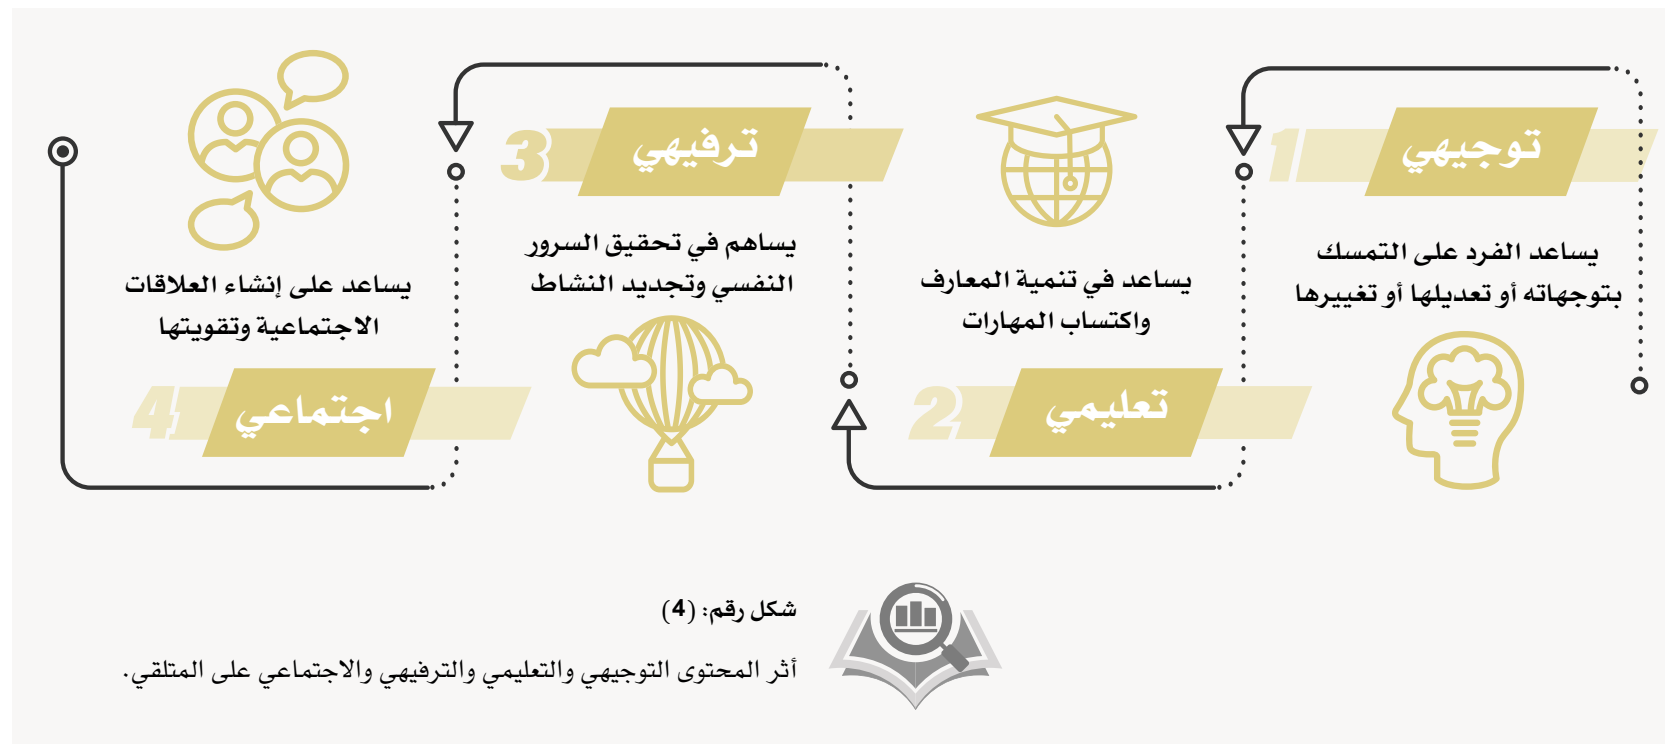 1
توجيهي
يساعد الفرد على التمسك
بتوجهاته أو تعديلها أو تغييرها
يساعد في تنمية المعارف
واكتساب المهارات
2
تعليمي
3
ترفيهي
يساهم في تحقيق السرور
النفسي وتجديد النشاط
يساعد على إنشاء العلاقات
الاجتماعية وتقويتها
4
اجتماعي
شكل رقم: (4)
أثر المحتوى التوجيهي والتعليمي والترفيهي والاجتماعي على المتلقي.